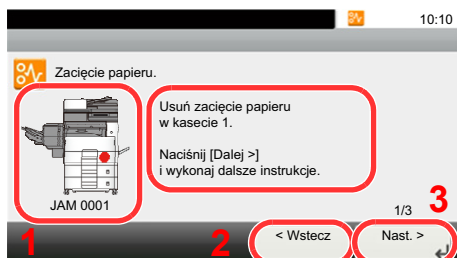 10:10
Zacięcie papieru.
Usuń zacięcie papieru
w kasecie 1.
Naciśnij [Dalej >]
i wykonaj dalsze instrukcje.
JAM 0001
1/3
3
1
2
< Wstecz
Nast. >